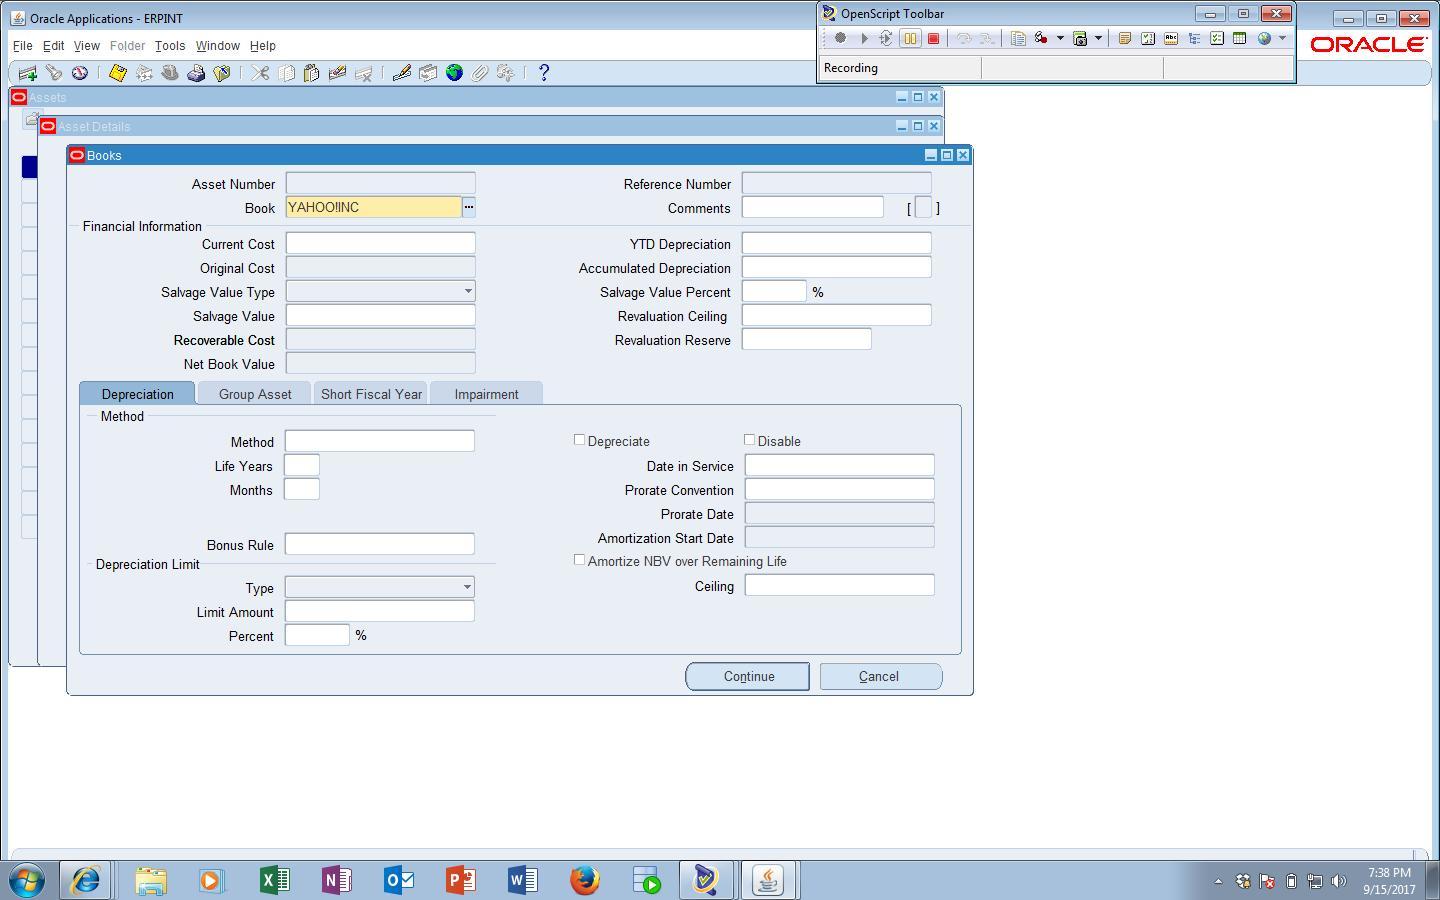 Oracle Applications - ERPINT
OpenScript Toolbar
File Edit View Folder Tools Window Help
ORACLE
Recording
Assets
Asset Details
Books
Asset Number
Reference Number
Book YAHOO!INC
Comments
[ ]
Financial Information
Current Cost
YTD Depreciation
Original Cost
Accumulated Depreciation
Salvage Value Type
Salvage Value Percent %
Salvage Value
Revaluation Ceiling
Recoverable Cost
Revaluation Reserve
Net Book Value
Depreciation Group Asset Short Fiscal Year Impairment
Method
Method
Depreciate Disable
Life Years
Date in Service
Months
Prorate Convention
Prorate Date
Amortization Start Date
Bonus Rule
Amortize NBV over Remaining Life
Depreciation Limit
Type
Ceiling
Limit Amount
Percent %
Continue Cancel
7:38 PM
9/15/2017